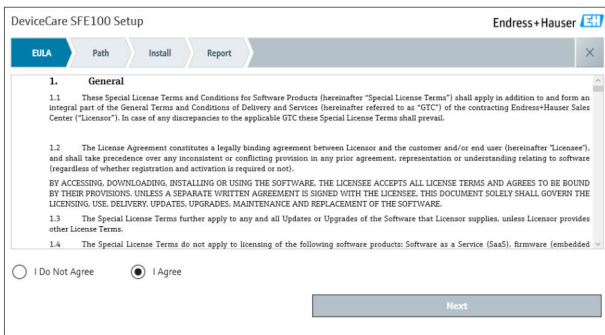 DeviceCare SFE100 Setup
Endress+Hauser EH
EULA Path Install Report
1. General
1.1 These Special License Terms and Conditions for Software Products (hereinafter "Special License Terms") shall apply in addition to and form an
integral part of the General Terms and Conditions of Delivery and Services (hereinafter referred to as "GTC") of the contracting Endress+Hauser Sales
Center ("Licensor"). In case of any discrepancies to the applicable GTC these Special License Terms shall prevail.
1.2 The License Agreement constitutes a legally binding agreement between Licensor and the customer and/or end user (hereinafter "Licensee"),
and shall take precedence over any inconsistent or conflicting provision in any prior agreement, representation or understanding relating to software
(regardless of whether registration and activation is required or not).
BY ACCESSING, DOWNLOADING, INSTALLING OR USING THE SOFTWARE, THE LICENSEE ACCEPTS ALL LICENSE TERMS AND AGREES TO BE BOUND
BY THEIR PROVISIONS, UNLESS A SEPARATE WRITTEN AGREEMENT IS SIGNED WITH THE LICENSEE, THIS DOCUMENT SOLELY SHALL GOVERN THE
LICENSING, USE, DELIVERY, UPDATES, UPGRADES, MAINTENANCE AND REPLACEMENT OF THE SOFTWARE.
1.3 The Special License Terms further apply to any and all Updates or Upgrades of the Software that Licensor supplies, unless Licensor provides
other License Terms.
1.4 The Special License Terms do not apply to licensing of the following software products: Software as a Service (SaaS), firmware (embedded
I Do Not Agree I Agree
Next